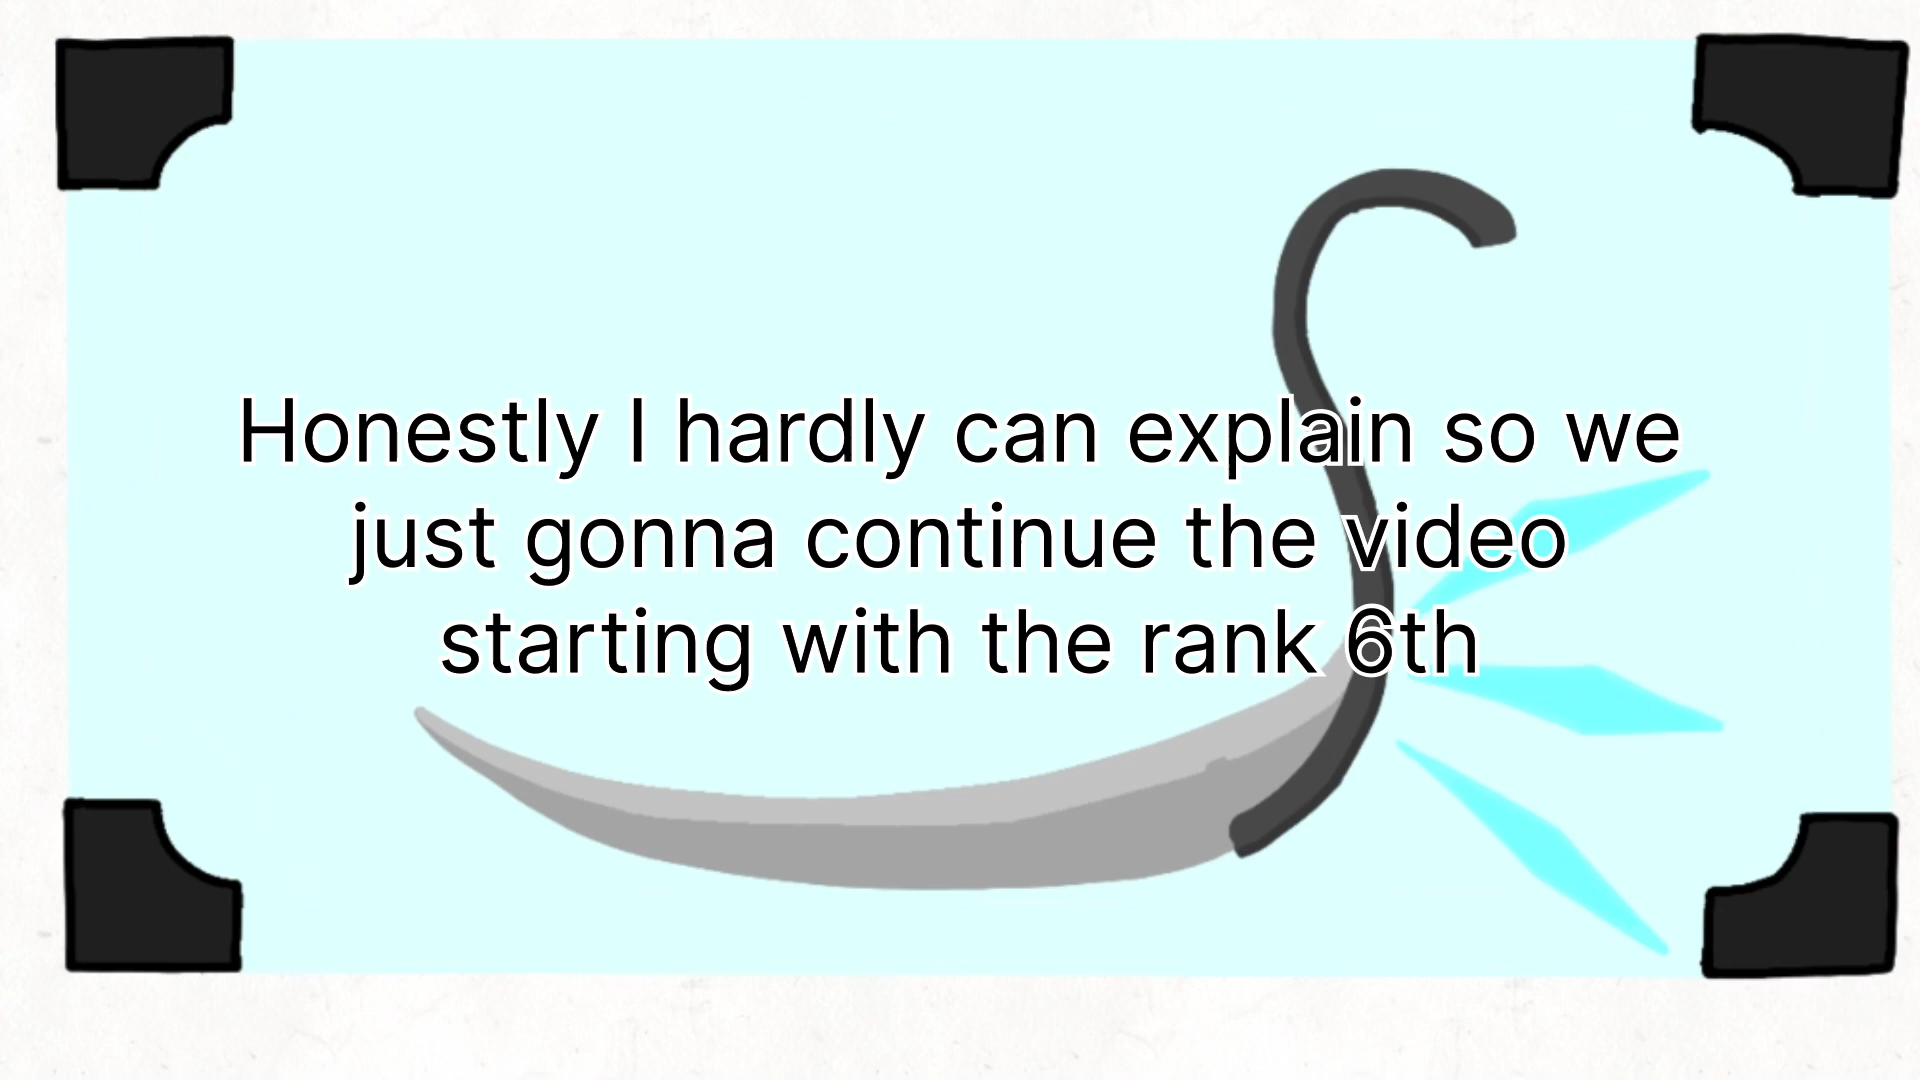 Honestly I hardly can explain so we
just gonna continue the video
starting with the rank 6th